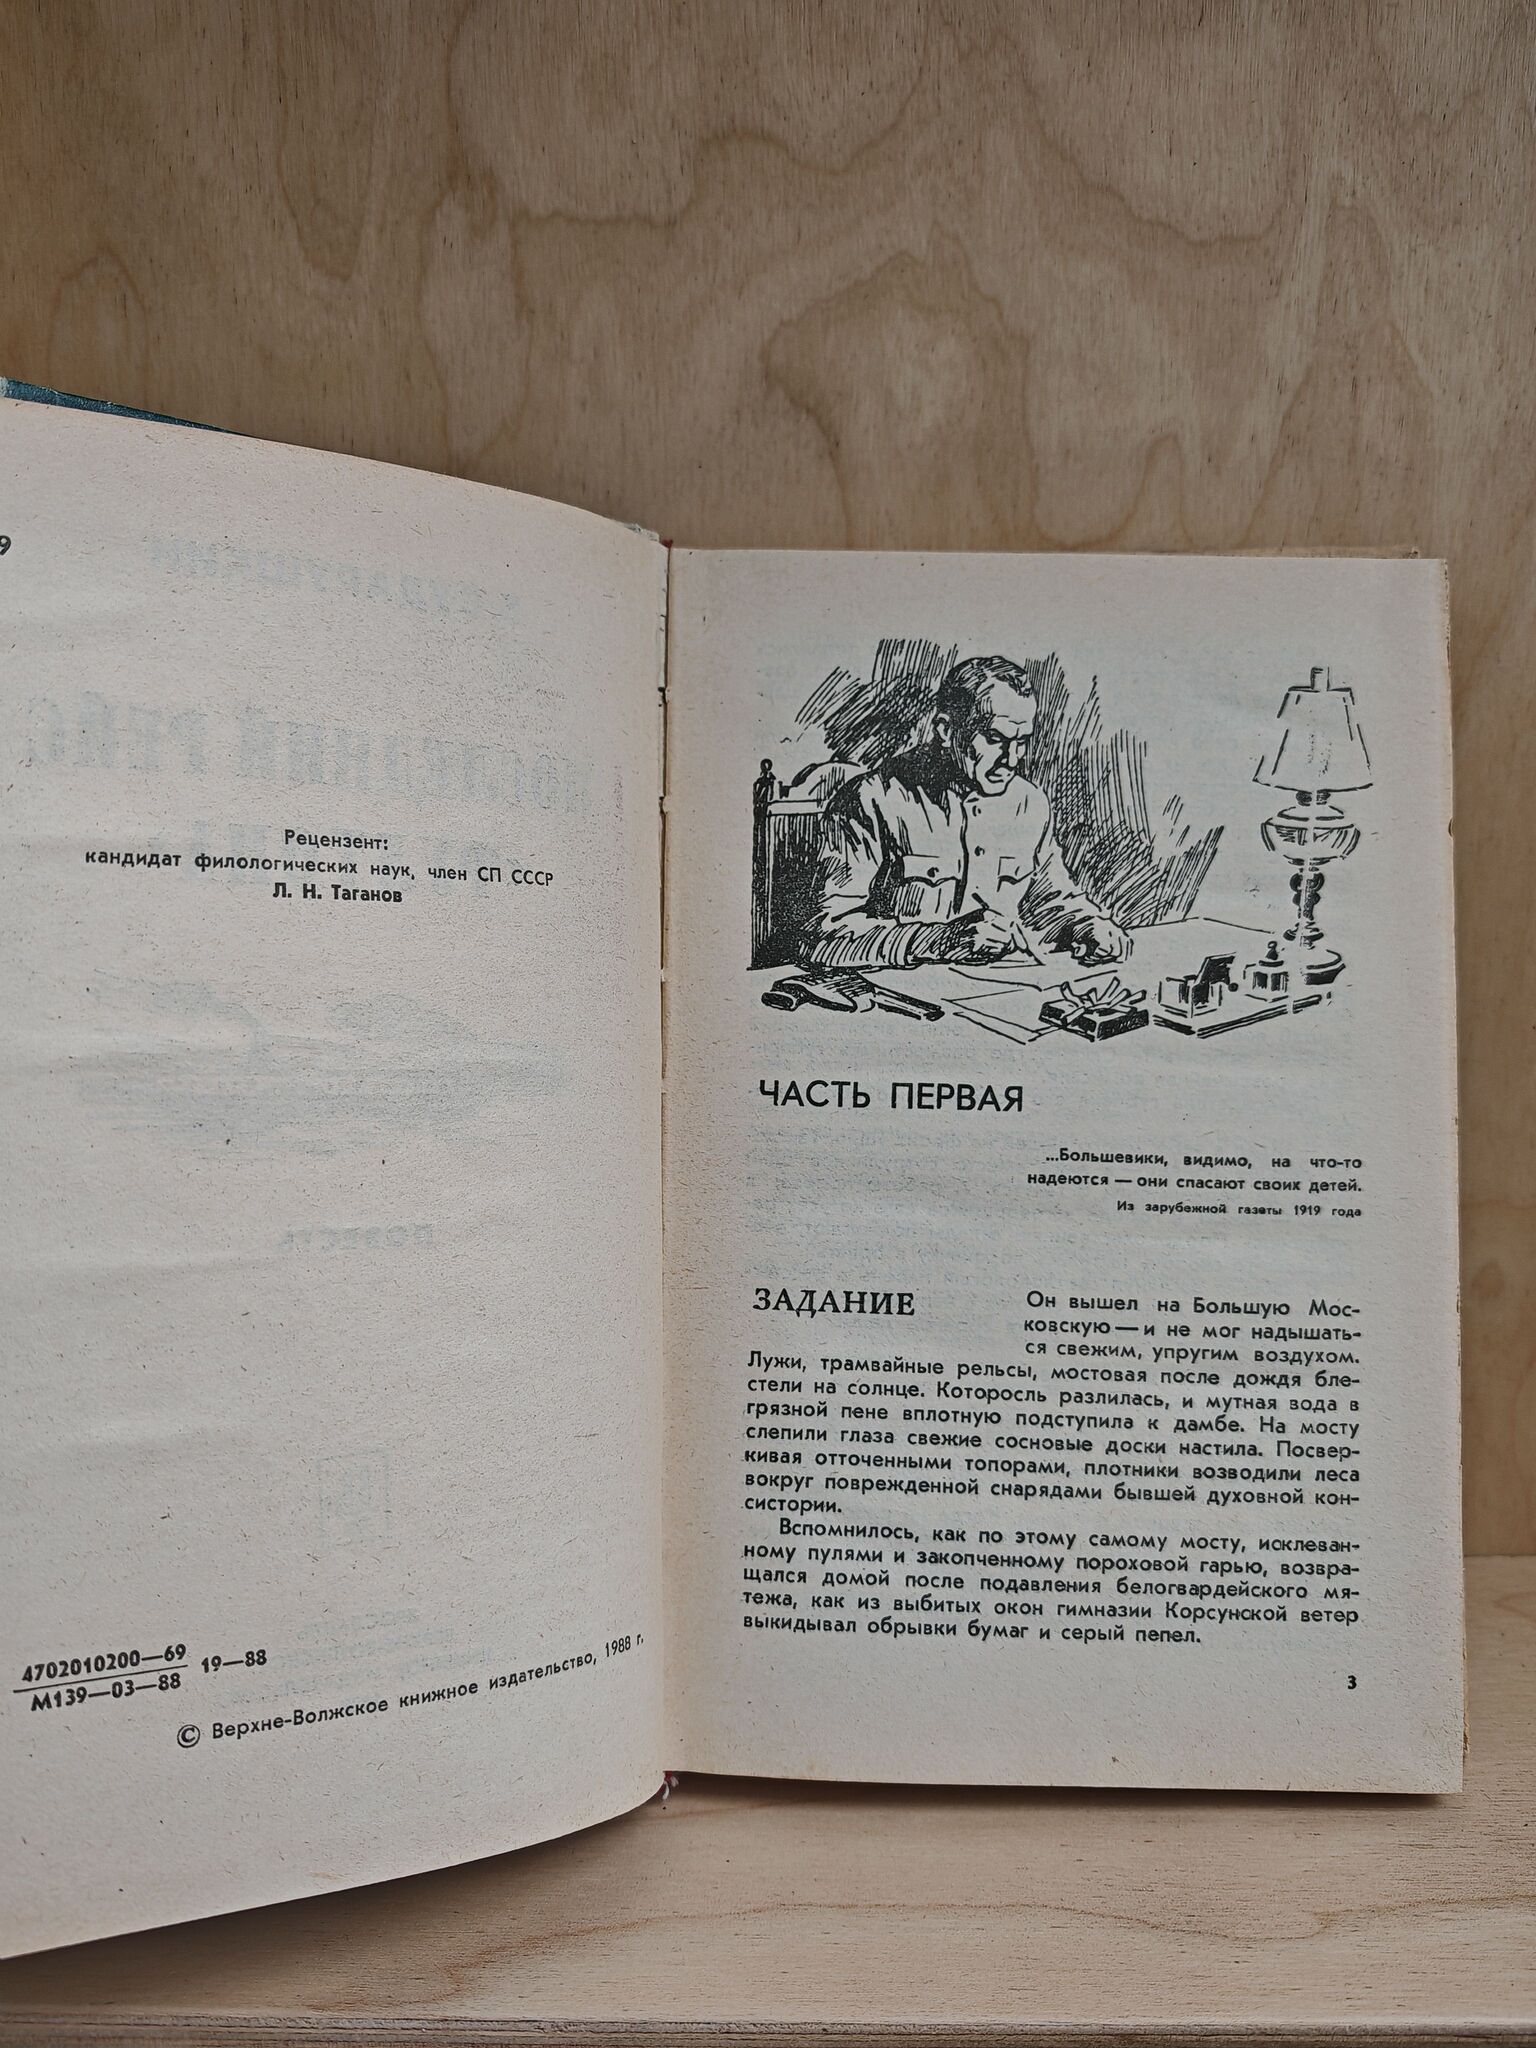 9
Рецензент:
кандидат филологических наук, член СП СССР
Л. Н. Таганов
4702010200—69
М139—03—88 19—88
© Верхне-Волжское книжное издательство, 1988 г.
ЧАСТЬ ПЕРВАЯ
...Большевики, видимо, на что-то
надеются — они спасают своих детей.
Из зарубежной газеты 1919 года
ЗАДАНИЕ
Он вышел на Большую Мос-
ковскую — и не мог надышать-
ся свежим, упругим воздухом.
Лужи, трамвайные рельсы, мостовая после дождя бле-
стели на солнце. Которосль разлилась, и мутная вода в
грязной пене вплотную подступила к дамбе. На мосту
слепили глаза свежие сосновые доски настила. Посвер-
кивая отточенными топорами, плотники возводили леса
вокруг поврежденной снарядами бывшей духовной кон-
систории.
Вспомнилось, как по этому самому мосту, исклеван-
ному пулями и закопченному пороховой гарью, возвра-
щался домой после подавления белогвардейского мя-
тежа, как из выбитых окон гимназии Корсунской ветер
выкидывал обрывки бумаг и серый пепел.
3